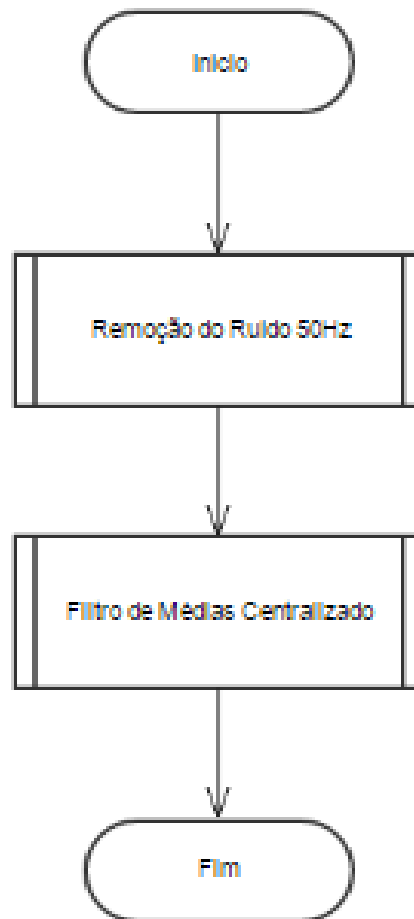 Inicio
Remoção do Ruído 50Hz
Filtro de Médias Centralizado
Fim